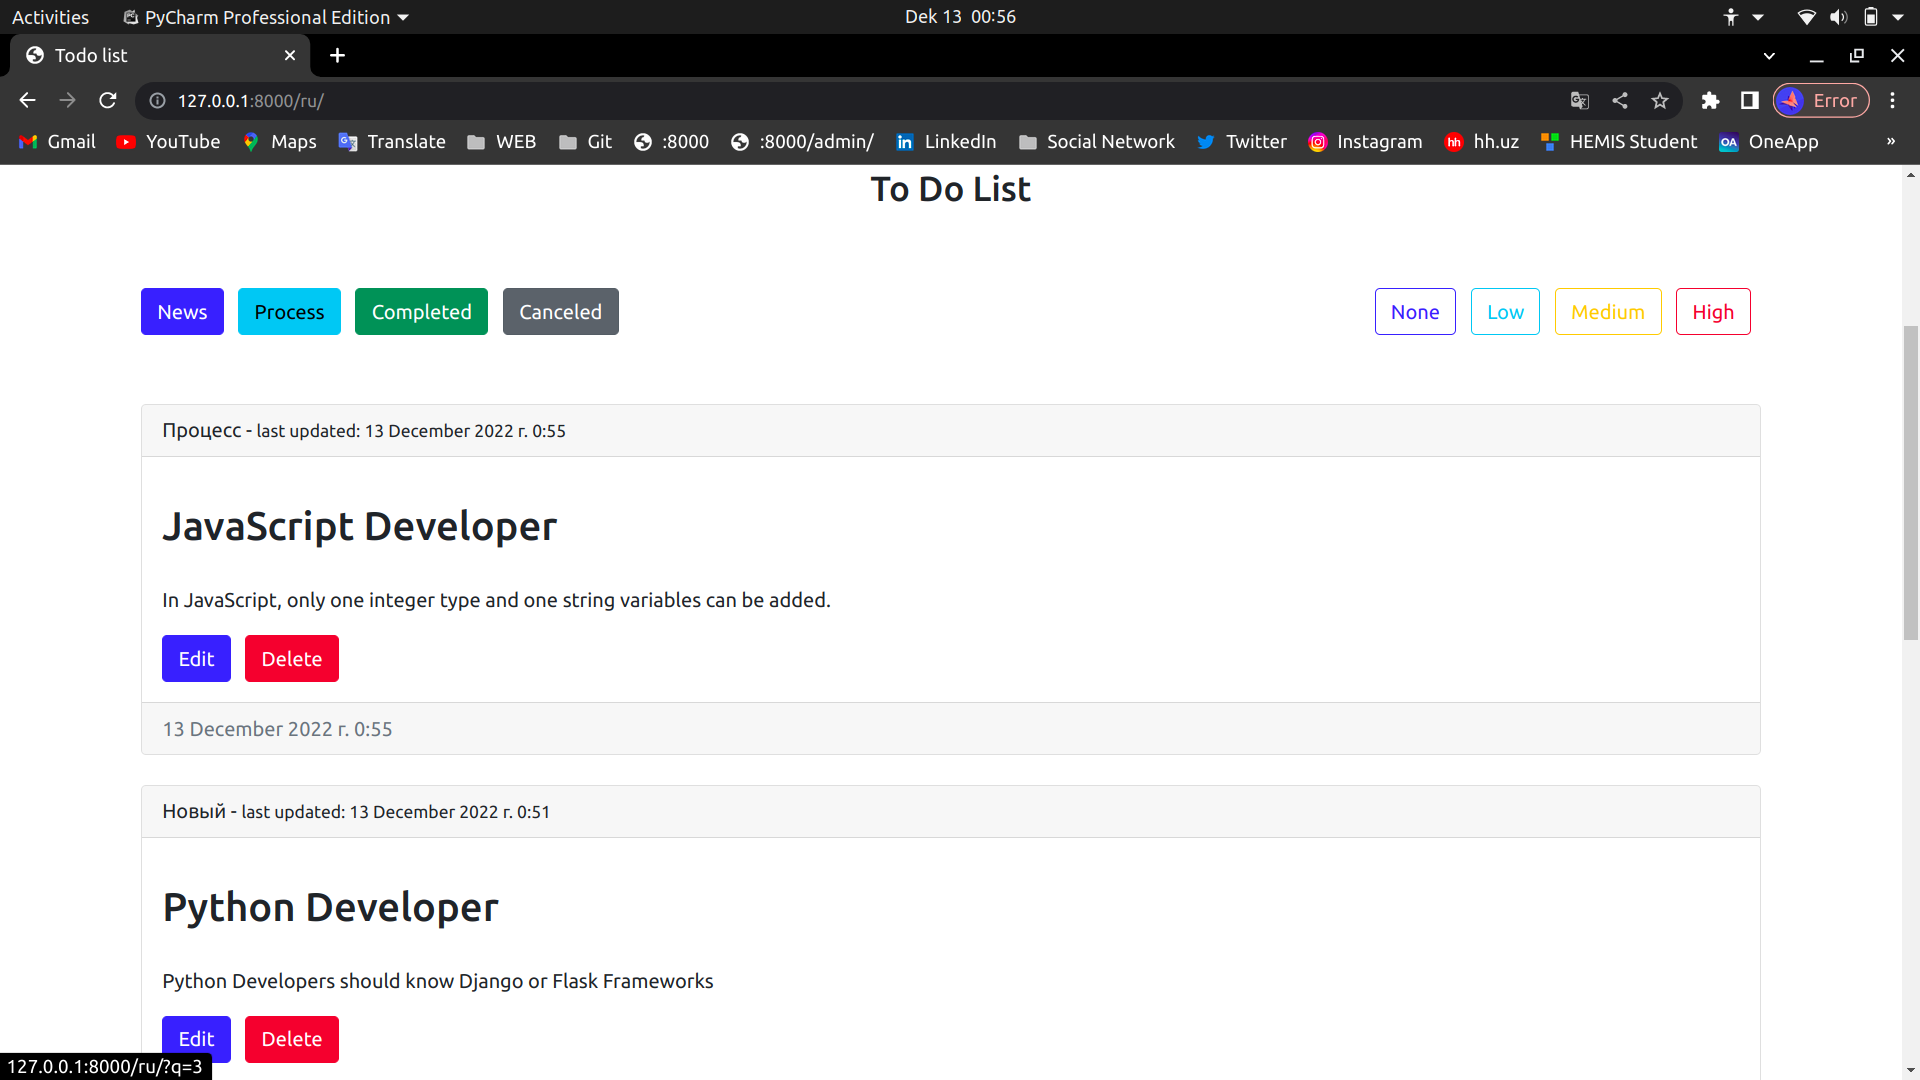 Activities PyCharm Professional Edition Dek 13 00:56
Todo list
127.0.0.1:8000/ru/ Error
Gmail YouTube Maps Translate WEB Git :8000 :8000/admin/ LinkedIn Social Network Twitter Instagram hh hh.uz HEMIS Student OA OneApp »
To Do List
News Process Completed Canceled None Low Medium High
Процесс - last updated: 13 December 2022 г. 0:55
JavaScript Developer
In JavaScript, only one integer type and one string variables can be added.
Edit Delete
13 December 2022 г. 0:55
Новый - last updated: 13 December 2022 г. 0:51
Python Developer
Python Developers should know Django or Flask Frameworks
Edit Delete
127.0.0.1:8000/ru/?q=3